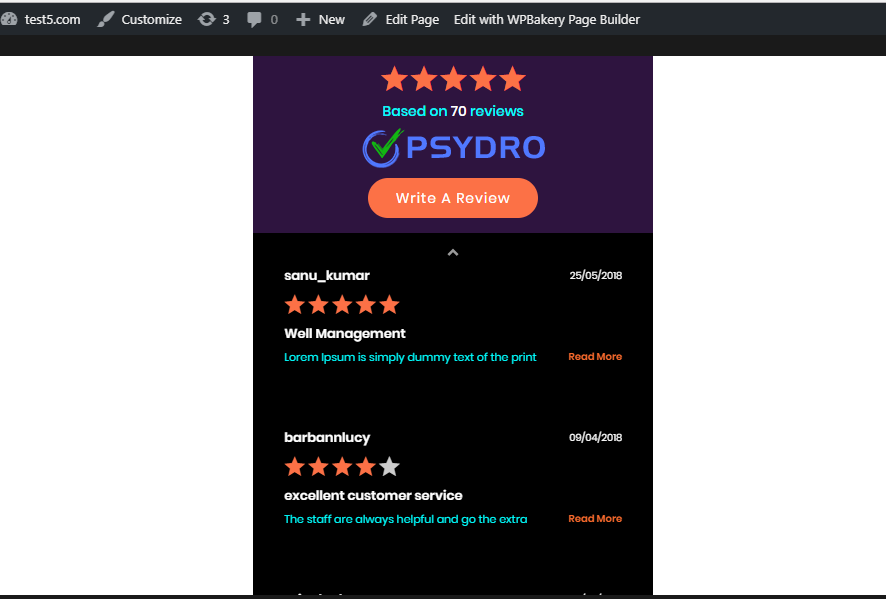 test5.com Customize 3 0 New Edit Page Edit with WPBakery Page Builder
Based on 70 reviews
PSYDRO
Write A Review
sanu_kumar 25/05/2018
Well Management
Lorem Ipsum is simply dummy text of the print Read More
barbannlucy 09/04/2018
excellent customer service
The staff are always helpful and go the extra Read More